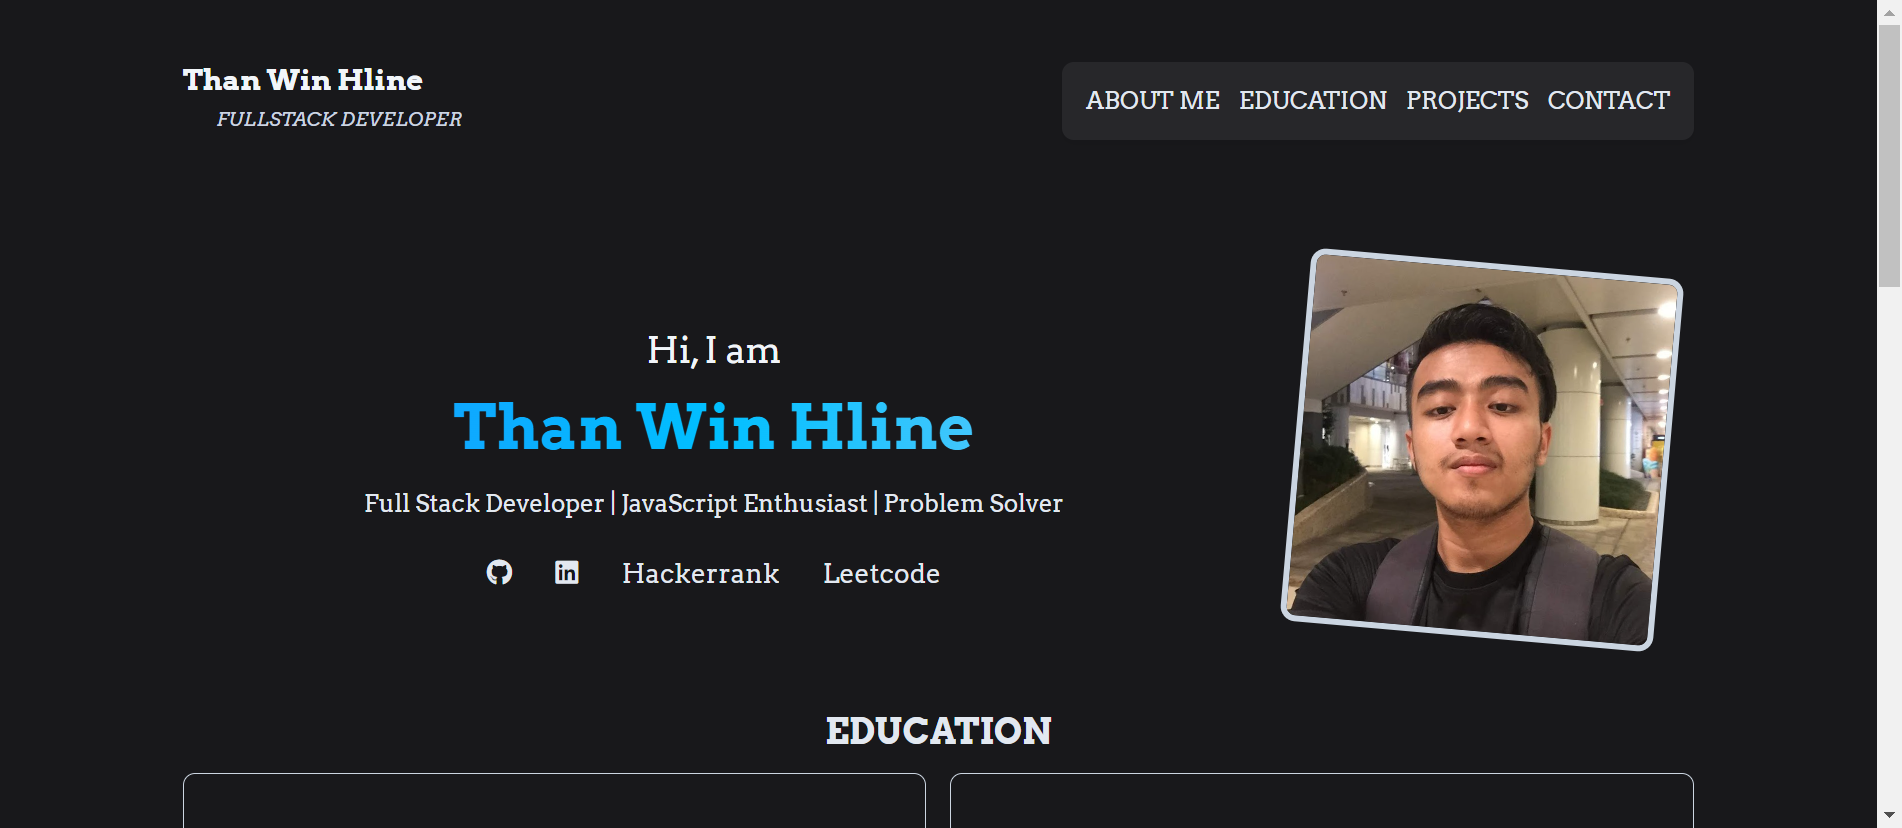 Than Win Hline
FULLSTACK DEVELOPER
ABOUT ME EDUCATION PROJECTS CONTACT
Hi, I am
Than Win Hline
Full Stack Developer | JavaScript Enthusiast | Problem Solver
in Hackerrank Leetcode
EDUCATION